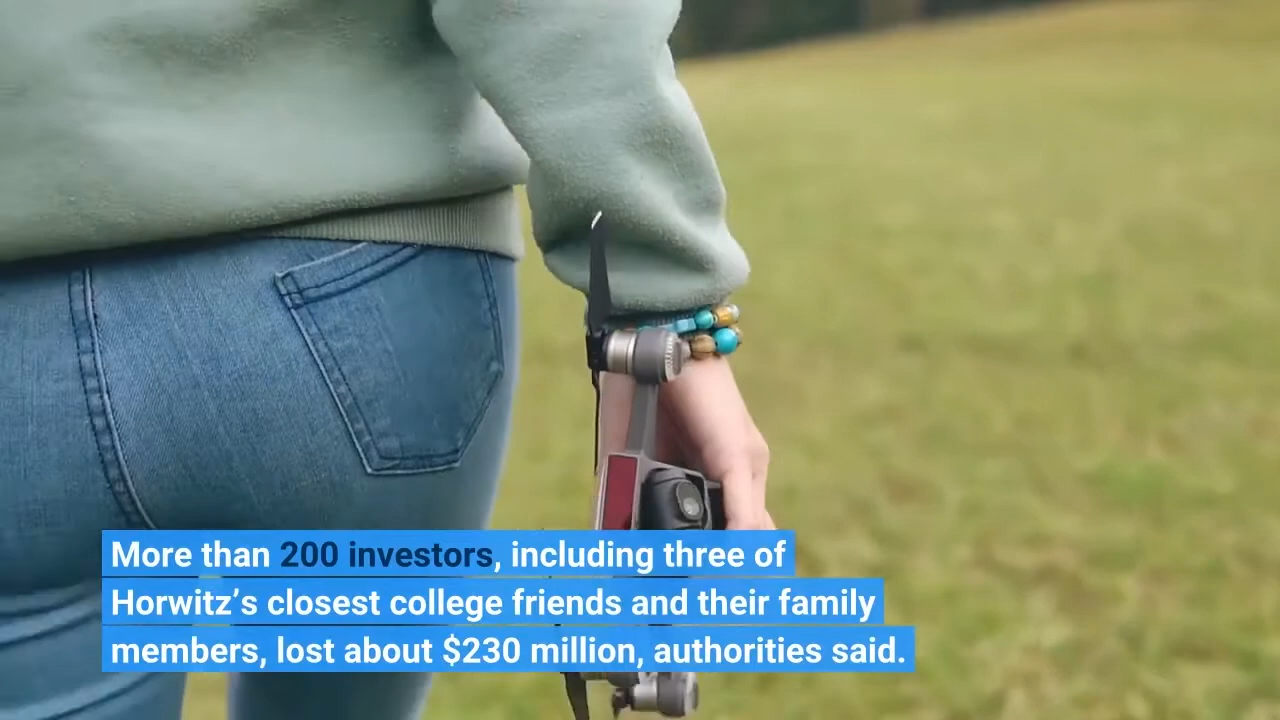 More than 200 investors, including three of
Horwitz’s closest college friends and their family
members, lost about $230 million, authorities said.